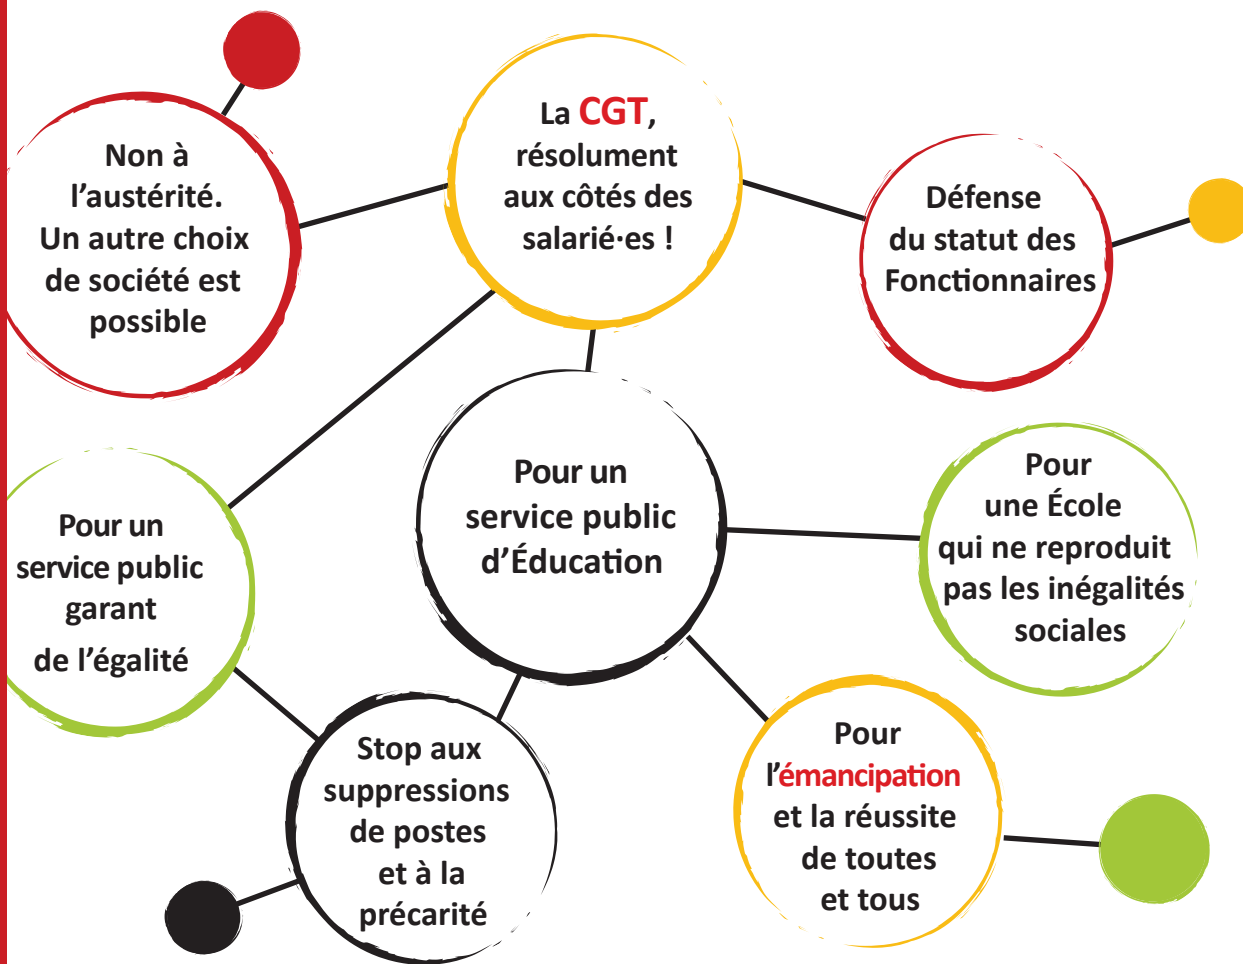 Non à
l’austérité.
Un autre choix
de société est
possible
La CGT,
résolument
aux côtés des
salarié·es !
Défense
du statut des
Fonctionnaires
Pour un
service public
garant
de l’égalité
Pour un
service public
d’Éducation
Pour
une École
qui ne reproduit
pas les inégalités
sociales
Stop aux
suppressions
de postes
et à la
précarité
Pour
l’émancipation
et la réussite
de toutes
et tous